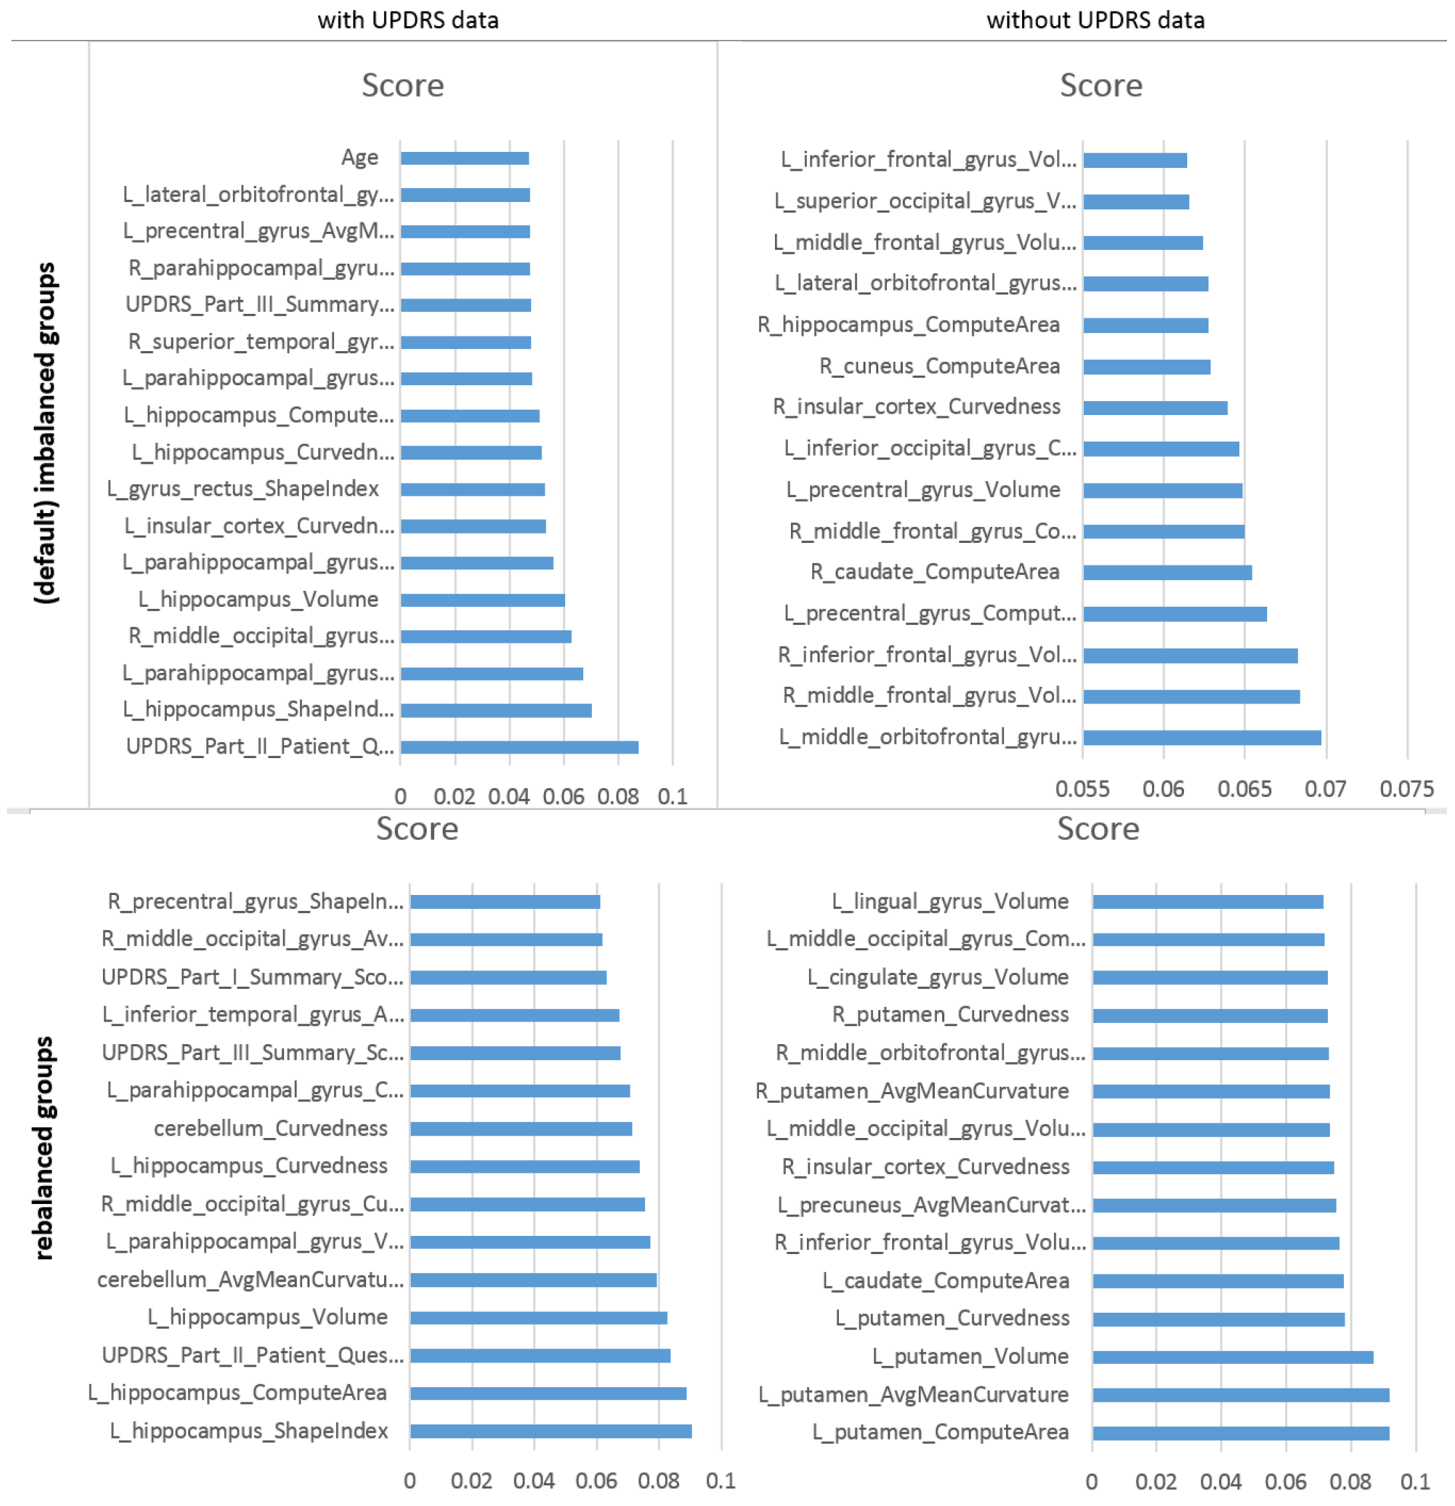 with UPDRS data
without UPDRS data
(default) imbalanced groups
Score
Age
L_lateral_orbitofrontal_gy...
L_precentral_gyrus_AvgM...
R_parahippocampal_gyru...
UPDRS_Part_III_Summary...
R_superior_temporal_gyr...
L_parahippocampal_gyrus...
L_hippocampus_Compute...
L_hippocampus_Curvedn...
L_gyrus_rectus_ShapeIndex
L_insular_cortex_Curvedn...
L_parahippocampal_gyrus...
L_hippocampus_Volume
R_middle_occipital_gyrus...
L_parahippocampal_gyrus...
L_hippocampus_ShapeInd...
UPDRS_Part_II_Patient_Q...
0 0.02 0.04 0.06 0.08 0.1
Score
L_inferior_frontal_gyrus_Vol...
L_superior_occipital_gyrus_V...
L_middle_frontal_gyrus_Volu...
L_lateral_orbitofrontal_gyrus...
R_hippocampus_ComputeArea
R_cuneus_ComputeArea
R_insular_cortex_Curvedness
L_inferior_occipital_gyrus_C...
L_precentral_gyrus_Volume
R_middle_frontal_gyrus_Co...
R_caudate_ComputeArea
L_precentral_gyrus_Comput...
R_inferior_frontal_gyrus_Vol...
R_middle_frontal_gyrus_Vol...
L_middle_orbitofrontal_gyru...
0.055 0.06 0.065 0.07 0.075
rebalanced groups
Score
R_precentral_gyrus_ShapeIn...
R_middle_occipital_gyrus_Av...
UPDRS_Part_I_Summary_Sco...
L_inferior_temporal_gyrus_A...
UPDRS_Part_III_Summary_Sc...
L_parahippocampal_gyrus_C...
cerebellum_Curvedness
L_hippocampus_Curvedness
R_middle_occipital_gyrus_Cu...
L_parahippocampal_gyrus_V...
cerebellum_AvgMeanCurvatu...
L_hippocampus_Volume
UPDRS_Part_II_Patient_Ques...
L_hippocampus_ComputeArea
L_hippocampus_ShapeIndex
0 0.02 0.04 0.06 0.08 0.1
Score
L_lingual_gyrus_Volume
L_middle_occipital_gyrus_Com...
L_cingulate_gyrus_Volume
R_putamen_Curvedness
R_middle_orbitofrontal_gyrus...
R_putamen_AvgMeanCurvature
L_middle_occipital_gyrus_Volu...
R_insular_cortex_Curvedness
L_precuneus_AvgMeanCurvat...
R_inferior_frontal_gyrus_Volu...
L_caudate_ComputeArea
L_putamen_Curvedness
L_putamen_Volume
L_putamen_AvgMeanCurvature
L_putamen_ComputeArea
0 0.02 0.04 0.06 0.08 0.1